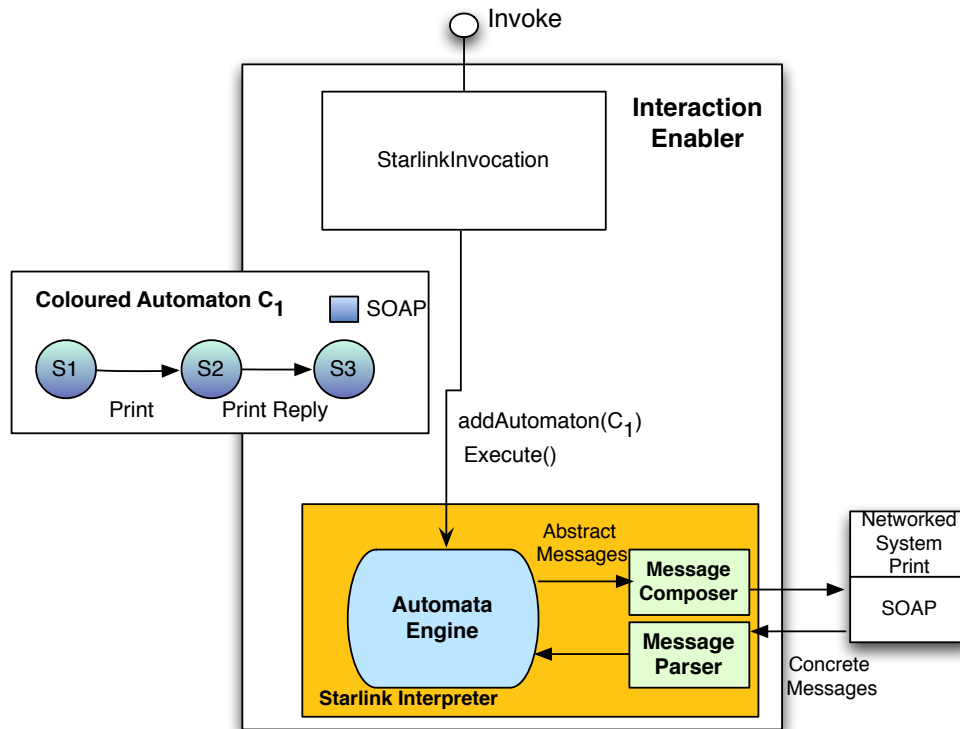 Invoke
Interaction
Enabler
StarlinkInvocation
Coloured Automaton C1
SOAP
S1
S2
S3
Print
Print Reply
addAutomaton(C1)
Execute()
Abstract
Messages
Automata
Engine
Message
Composer
Message
Parser
Starlink Interpreter
Networked
System
Print
SOAP
Concrete
Messages